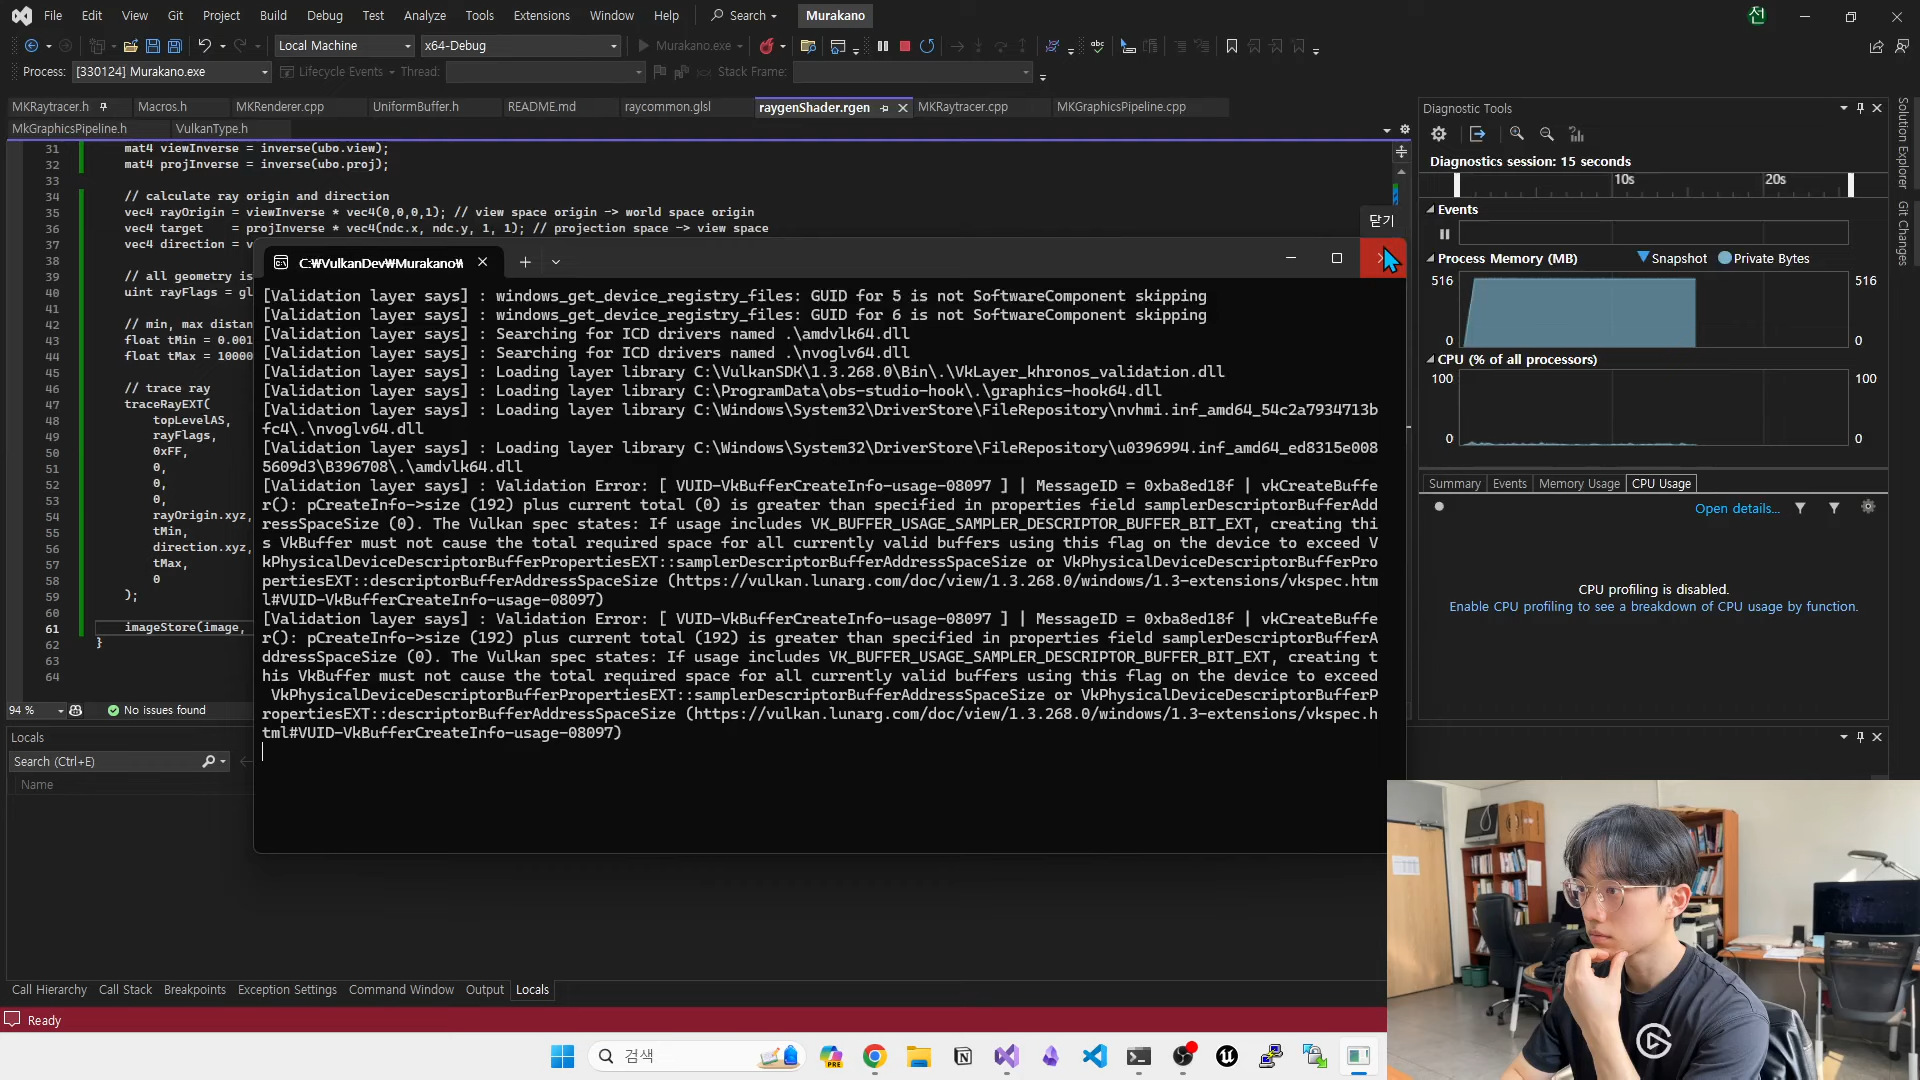 File Edit View Git Project Build Debug Test Analyze Tools Extensions Window Help Search Murakano 선
Local Machine x64-Debug Murakano.exe
Process: [330124] Murakano.exe Lifecycle Events Thread: Stack Frame:
MKRaytracer.h Macros.h MKRenderer.cpp UniformBuffer.h README.md raycommon.glsl raygenShader.rgen MKRaytracer.cpp MKGraphicsPipeline.cpp
MkGraphicsPipeline.h VulkanType.h
31 mat4 viewInverse = inverse(ubo.view);
32 mat4 projInverse = inverse(ubo.proj);
33
34 // calculate ray origin and direction
35 vec4 rayOrigin = viewInverse * vec4(0,0,0,1); // view space origin -> world space origin
36 vec4 target = projInverse * vec4(ndc.x, ndc.y, 1, 1); // projection space -> view space
37 vec4 direction = v
38
39 // all geometry is
40 uint rayFlags = gl
41
42 // min, max distan
43 float tMin = 0.001
44 float tMax = 10000
45
46 // trace ray
47 traceRayEXT(
48 topLevelAS,
49 rayFlags,
50 0xFF,
51 0,
52 0,
53 0,
54 rayOrigin.xyz,
55 tMin,
56 direction.xyz,
57 tMax,
58 0
59 );
60
61 imageStore(image,
62 }
63
64
94 % No issues found
닫기
C:₩VulkanDev₩Murakano₩
[Validation layer says] : windows_get_device_registry_files: GUID for 5 is not SoftwareComponent skipping
[Validation layer says] : windows_get_device_registry_files: GUID for 6 is not SoftwareComponent skipping
[Validation layer says] : Searching for ICD drivers named .\amdvlk64.dll
[Validation layer says] : Searching for ICD drivers named .\nvoglv64.dll
[Validation layer says] : Loading layer library C:\VulkanSDK\1.3.268.0\Bin\.\VkLayer_khronos_validation.dll
[Validation layer says] : Loading layer library C:\ProgramData\obs-studio-hook\.\graphics-hook64.dll
[Validation layer says] : Loading layer library C:\Windows\System32\DriverStore\FileRepository\nvhmi.inf_amd64_54c2a7934713b
fc4\.\nvoglv64.dll
[Validation layer says] : Loading layer library C:\Windows\System32\DriverStore\FileRepository\u0396994.inf_amd64_ed8315e008
5609d3\B396708\.\amdvlk64.dll
[Validation layer says] : Validation Error: [ VUID-VkBufferCreateInfo-usage-08097 ] | MessageID = 0xba8ed18f | vkCreateBuffe
r(): pCreateInfo->size (192) plus current total (0) is greater than specified in properties field samplerDescriptorBufferAdd
ressSpaceSize (0). The Vulkan spec states: If usage includes VK_BUFFER_USAGE_SAMPLER_DESCRIPTOR_BUFFER_BIT_EXT, creating thi
s VkBuffer must not cause the total required space for all currently valid buffers using this flag on the device to exceed V
kPhysicalDeviceDescriptorBufferPropertiesEXT::samplerDescriptorBufferAddressSpaceSize or VkPhysicalDeviceDescriptorBufferPro
pertiesEXT::descriptorBufferAddressSpaceSize (https://vulkan.lunarg.com/doc/view/1.3.268.0/windows/1.3-extensions/vkspec.htm
l#VUID-VkBufferCreateInfo-usage-08097)
[Validation layer says] : Validation Error: [ VUID-VkBufferCreateInfo-usage-08097 ] | MessageID = 0xba8ed18f | vkCreateBuffe
r(): pCreateInfo->size (192) plus current total (192) is greater than specified in properties field samplerDescriptorBufferA
ddressSpaceSize (0). The Vulkan spec states: If usage includes VK_BUFFER_USAGE_SAMPLER_DESCRIPTOR_BUFFER_BIT_EXT, creating t
his VkBuffer must not cause the total required space for all currently valid buffers using this flag on the device to exceed
VkPhysicalDeviceDescriptorBufferPropertiesEXT::samplerDescriptorBufferAddressSpaceSize or VkPhysicalDeviceDescriptorBufferP
ropertiesEXT::descriptorBufferAddressSpaceSize (https://vulkan.lunarg.com/doc/view/1.3.268.0/windows/1.3-extensions/vkspec.h
tml#VUID-VkBufferCreateInfo-usage-08097)
Diagnostic Tools
Diagnostics session: 15 seconds
10s 20s
Events
Process Memory (MB) Snapshot Private Bytes
516 516
0 0
CPU (% of all processors)
100 100
0 0
Summary Events Memory Usage CPU Usage
Open details...
CPU profiling is disabled.
Enable CPU profiling to see a breakdown of CPU usage by function.
Solution Explorer
Git Changes
Locals
Search (Ctrl+E)
Name
Call Hierarchy Call Stack Breakpoints Exception Settings Command Window Output Locals
Ready
검색
PRE